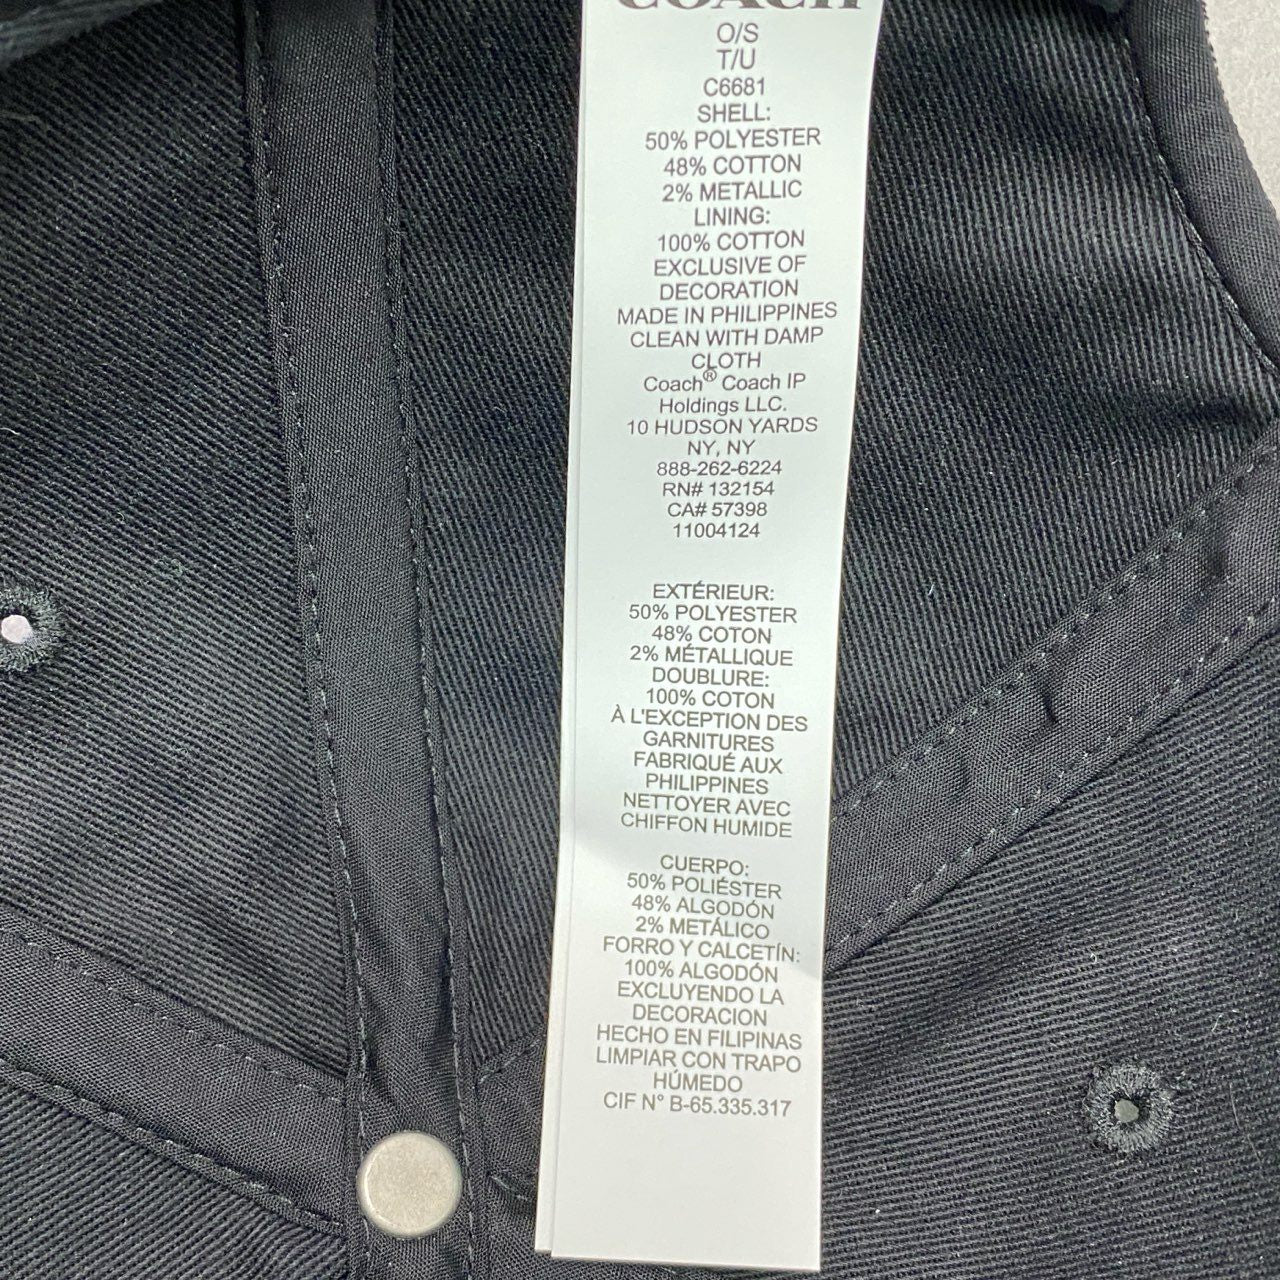 COACH
O/S
T/U
C6681
SHELL:
50% POLYESTER
48% COTTON
2% METALLIC
LINING:
100% COTTON
EXCLUSIVE OF
DECORATION
MADE IN PHILIPPINES
CLEAN WITH DAMP
CLOTH
Coach® Coach IP
Holdings LLC.
10 HUDSON YARDS
NY, NY
888-262-6224
RN# 132154
CA# 57398
11004124
EXTÉRIEUR:
50% POLYESTER
48% COTON
2% MÉTALLIQUE
DOUBLURE:
100% COTON
À L'EXCEPTION DES
GARNITURES
FABRIQUÉ AUX
PHILIPPINES
NETTOYER AVEC
CHIFFON HUMIDE
CUERPO:
50% POLIÉSTER
48% ALGODÓN
2% METÁLICO
FORRO Y CALCETÍN:
100% ALGODÓN
EXCLUYENDO LA
DECORACION
HECHO EN FILIPINAS
LIMPIAR CON TRAPO
HÚMEDO
CIF N° B-65.335.317